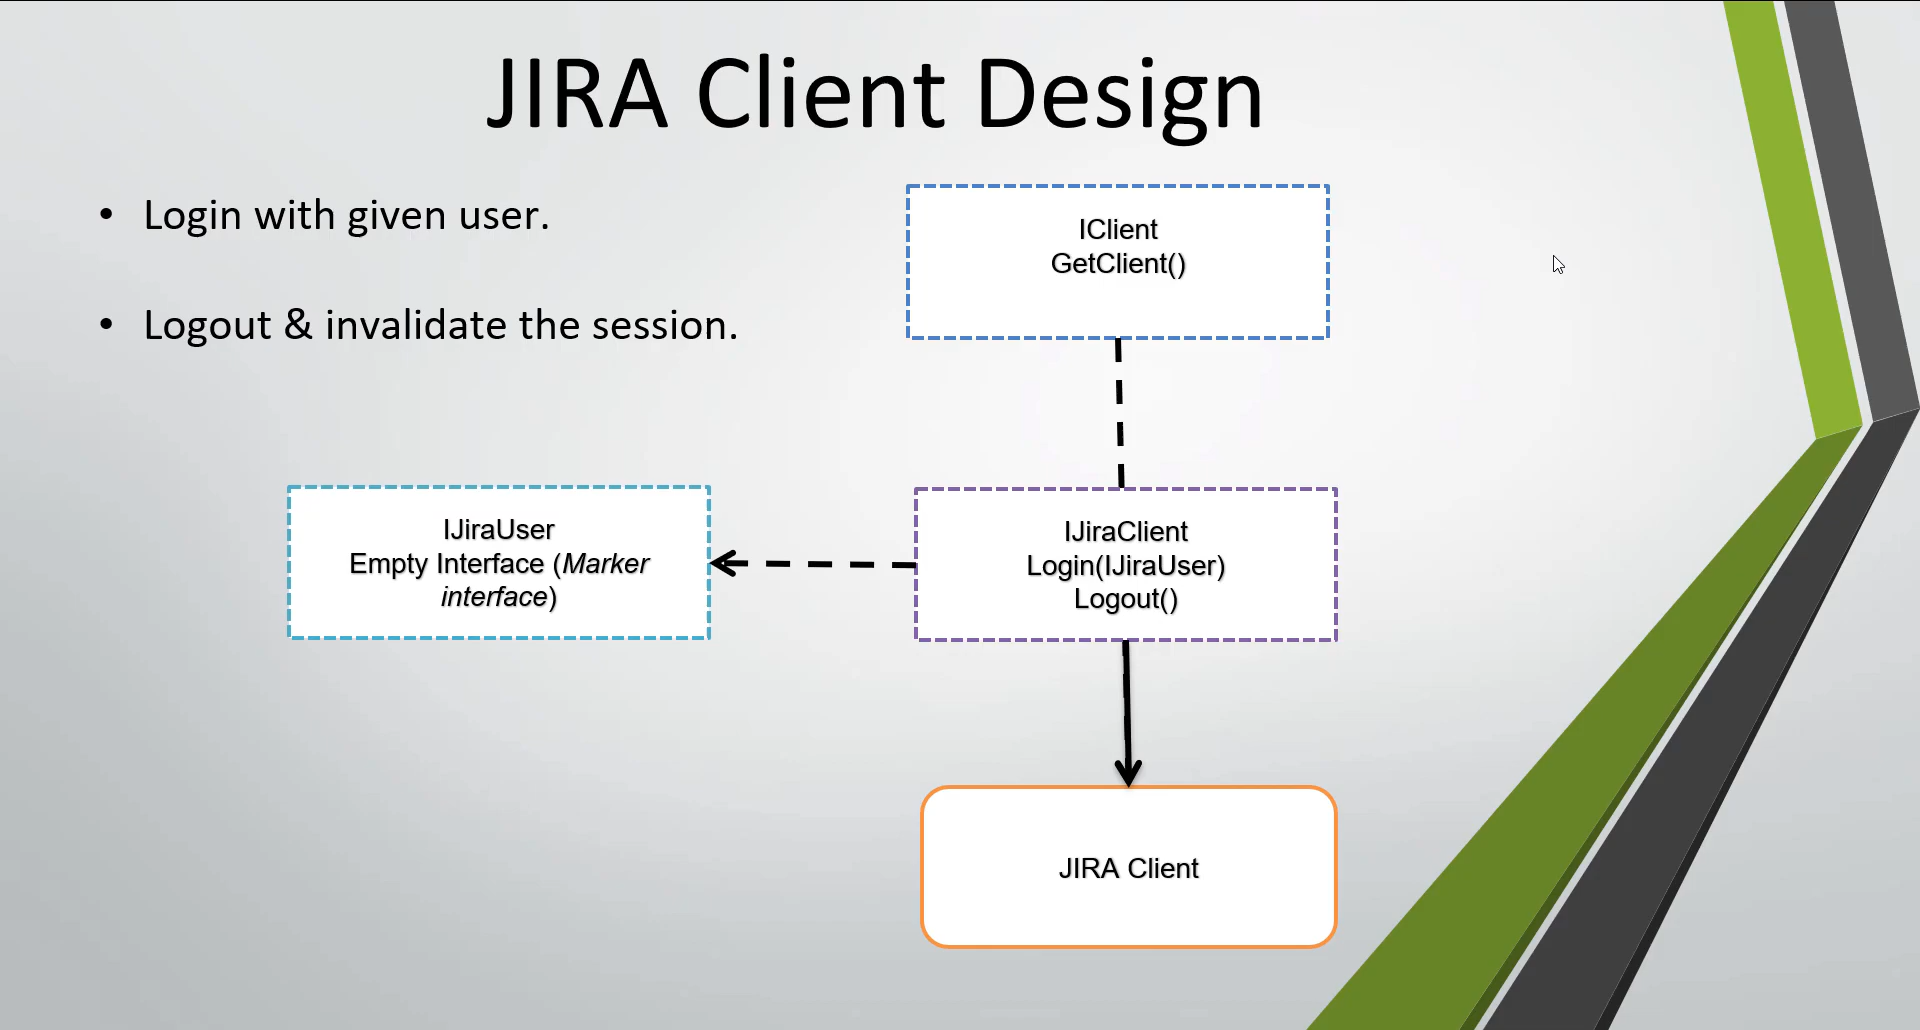 JIRA Client Design
• Login with given user.
• Logout & invalidate the session.
IClient
GetClient()
IJiraUser
Empty Interface (Marker
interface)
IJiraClient
Login(IJiraUser)
Logout()
JIRA Client